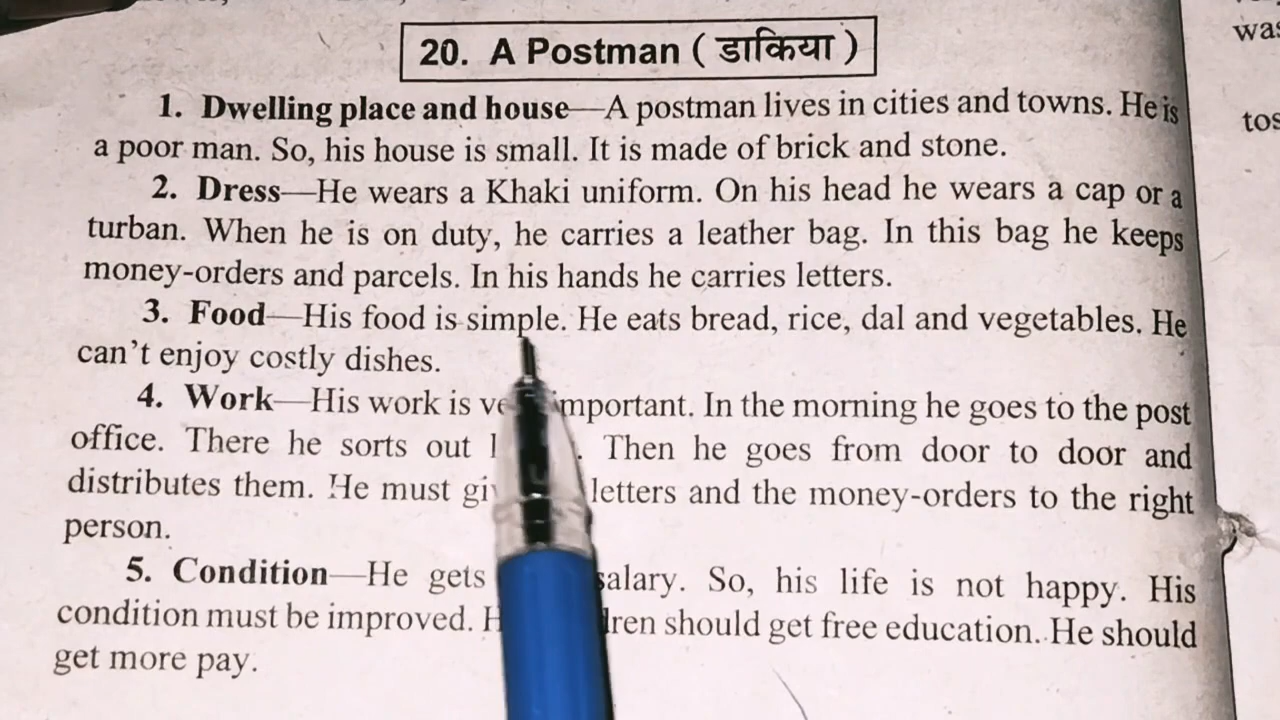 20. A Postman ( डाकिया )
1. Dwelling place and house—A postman lives in cities and towns. He is
a poor man. So, his house is small. It is made of brick and stone.
2. Dress—He wears a Khaki uniform. On his head he wears a cap or a
turban. When he is on duty, he carries a leather bag. In this bag he keeps
money-orders and parcels. In his hands he carries letters.
3. Food—His food is simple. He eats bread, rice, dal and vegetables. He
can't enjoy costly dishes.
4. Work—His work is important. In the morning he goes to the post
office. There he sorts out . Then he goes from door to door and
distributes them. He must letters and the money-orders to the right
person.
5. Condition—He gets salary. So, his life is not happy. His
condition must be improved. should get free education. He should
get more pay.
was
tos